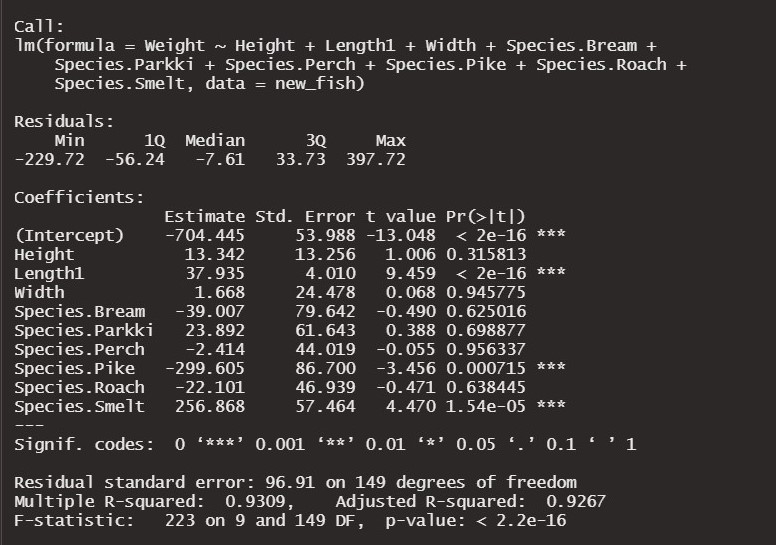 Call:
lm(formula = Weight ~ Height + Length1 + Width + Species.Bream +
    Species.Parkki + Species.Perch + Species.Pike + Species.Roach +
    Species.Smelt, data = new_fish)

Residuals:
    Min      1Q  Median      3Q     Max
-229.72  -56.24   -7.61   33.73  397.72

Coefficients:
               Estimate Std. Error t value Pr(>|t|)
(Intercept)    -704.445     53.988 -13.048  < 2e-16 ***
Height           13.342     13.256   1.006 0.315813
Length1          37.935      4.010   9.459  < 2e-16 ***
Width             1.668     24.478   0.068 0.945775
Species.Bream   -39.007     79.642  -0.490 0.625016
Species.Parkki   23.892     61.643   0.388 0.698877
Species.Perch    -2.414     44.019  -0.055 0.956337
Species.Pike   -299.605     86.700  -3.456 0.000715 ***
Species.Roach   -22.101     46.939  -0.471 0.638445
Species.Smelt   256.868     57.464   4.470 1.54e-05 ***
---
Signif. codes:  0 ‘***’ 0.001 ‘**’ 0.01 ‘*’ 0.05 ‘.’ 0.1 ‘ ’ 1

Residual standard error: 96.91 on 149 degrees of freedom
Multiple R-squared:  0.9309,    Adjusted R-squared:  0.9267
F-statistic:   223 on 9 and 149 DF,  p-value: < 2.2e-16